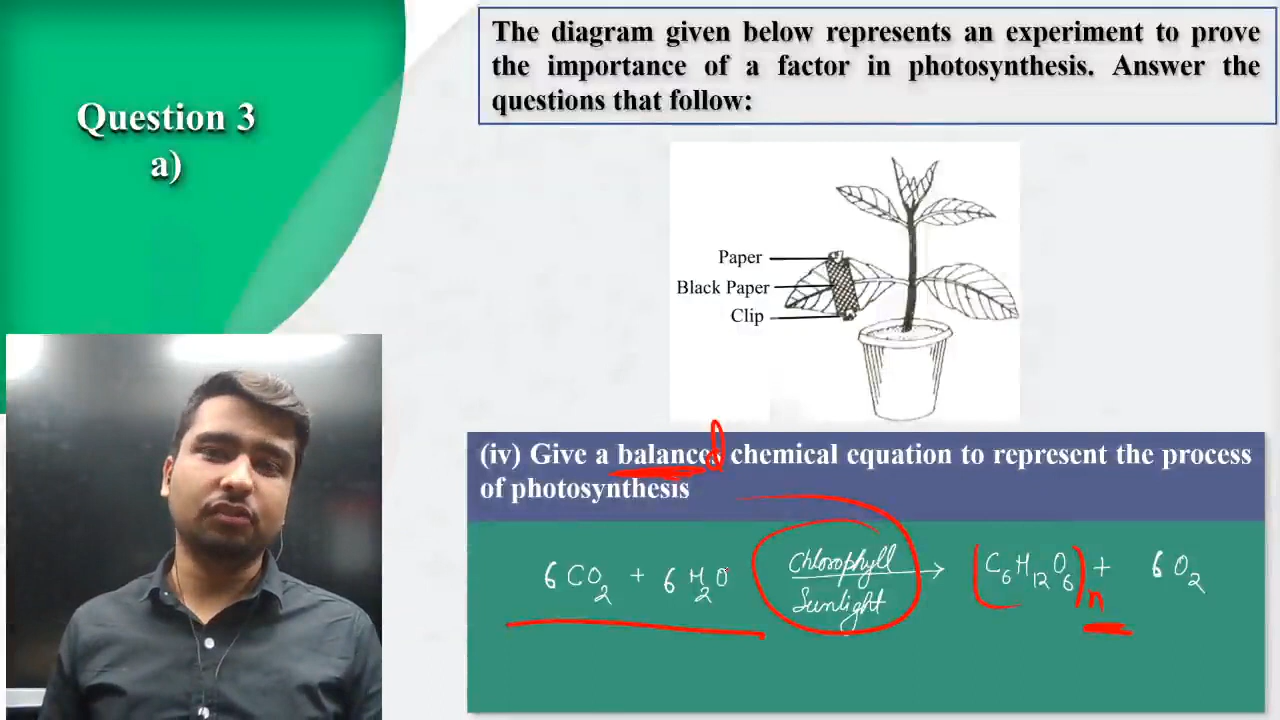 Question 3
a)
The diagram given below represents an experiment to prove
the importance of a factor in photosynthesis. Answer the
questions that follow:
Paper
Black Paper
Clip
(iv) Give a balanced chemical equation to represent the process
of photosynthesis
6CO₂ + 6H₂O Chlorophyll Sunlight → (C₆H₁₂O₆)n + 6O₂